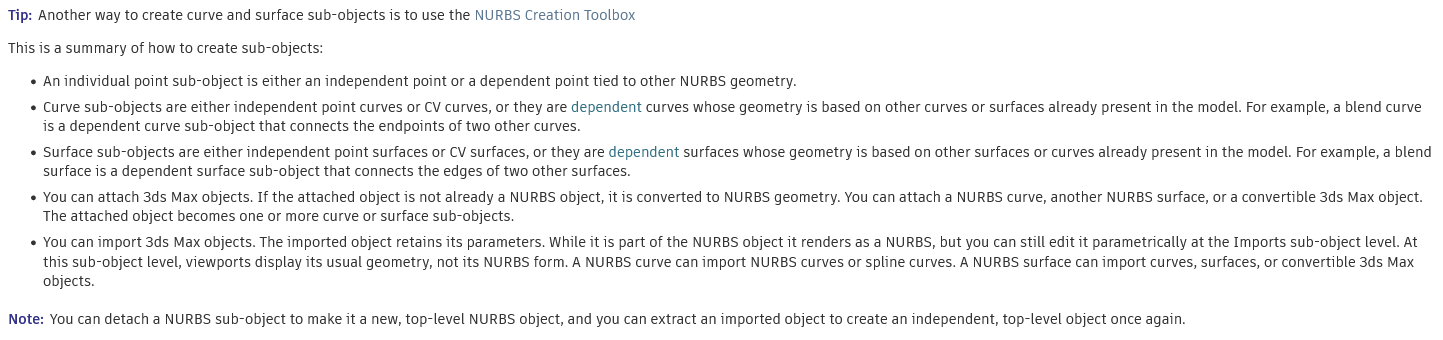 Tip: Another way to create curve and surface sub-objects is to use the NURBS Creation Toolbox
This is a summary of how to create sub-objects:
• An individual point sub-object is either an independent point or a dependent point tied to other NURBS geometry.
• Curve sub-objects are either independent point curves or CV curves, or they are dependent curves whose geometry is based on other curves or surfaces already present in the model. For example, a blend curve
is a dependent curve sub-object that connects the endpoints of two other curves.
• Surface sub-objects are either independent point surfaces or CV surfaces, or they are dependent surfaces whose geometry is based on other surfaces or curves already present in the model. For example, a blend
surface is a dependent surface sub-object that connects the edges of two other surfaces.
• You can attach 3ds Max objects. If the attached object is not already a NURBS object, it is converted to NURBS geometry. You can attach a NURBS curve, another NURBS surface, or a convertible 3ds Max object.
The attached object becomes one or more curve or surface sub-objects.
• You can import 3ds Max objects. The imported object retains its parameters. While it is part of the NURBS object it renders as a NURBS, but you can still edit it parametrically at the Imports sub-object level. At
this sub-object level, viewports display its usual geometry, not its NURBS form. A NURBS curve can import NURBS curves or spline curves. A NURBS surface can import curves, surfaces, or convertible 3ds Max
objects.
Note: You can detach a NURBS sub-object to make it a new, top-level NURBS object, and you can extract an imported object to create an independent, top-level object once again.